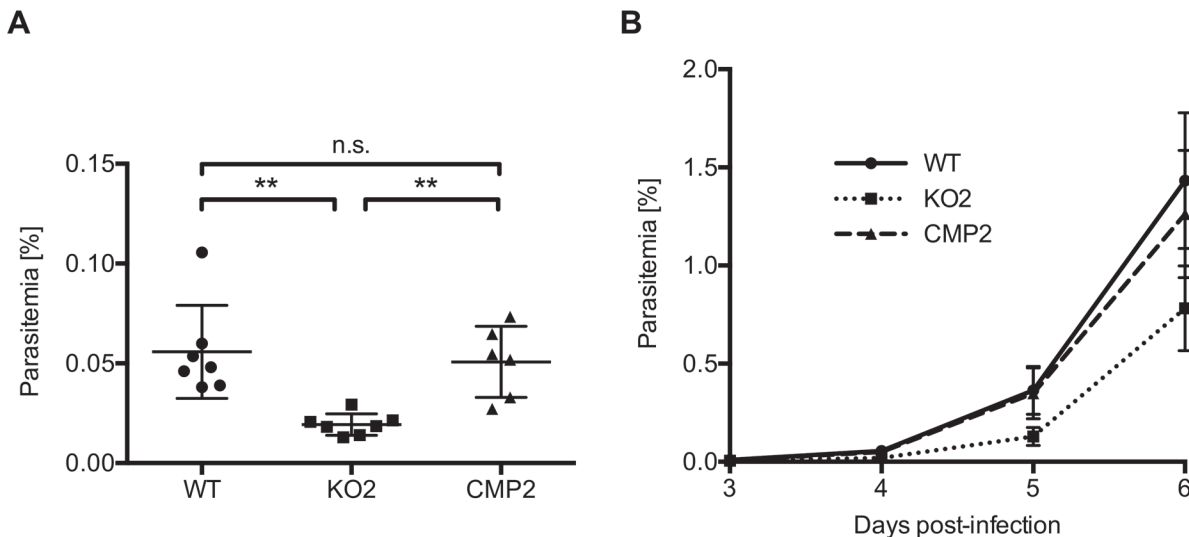 A
n.s.
**
**
0.15
0.10
0.05
0.00
Parasitemia [%]
WT
KO2
CMP2
B
2.0
1.5
1.0
0.5
0.0
Parasitemia [%]
WT
KO2
CMP2
3
4
5
6
Days post-infection